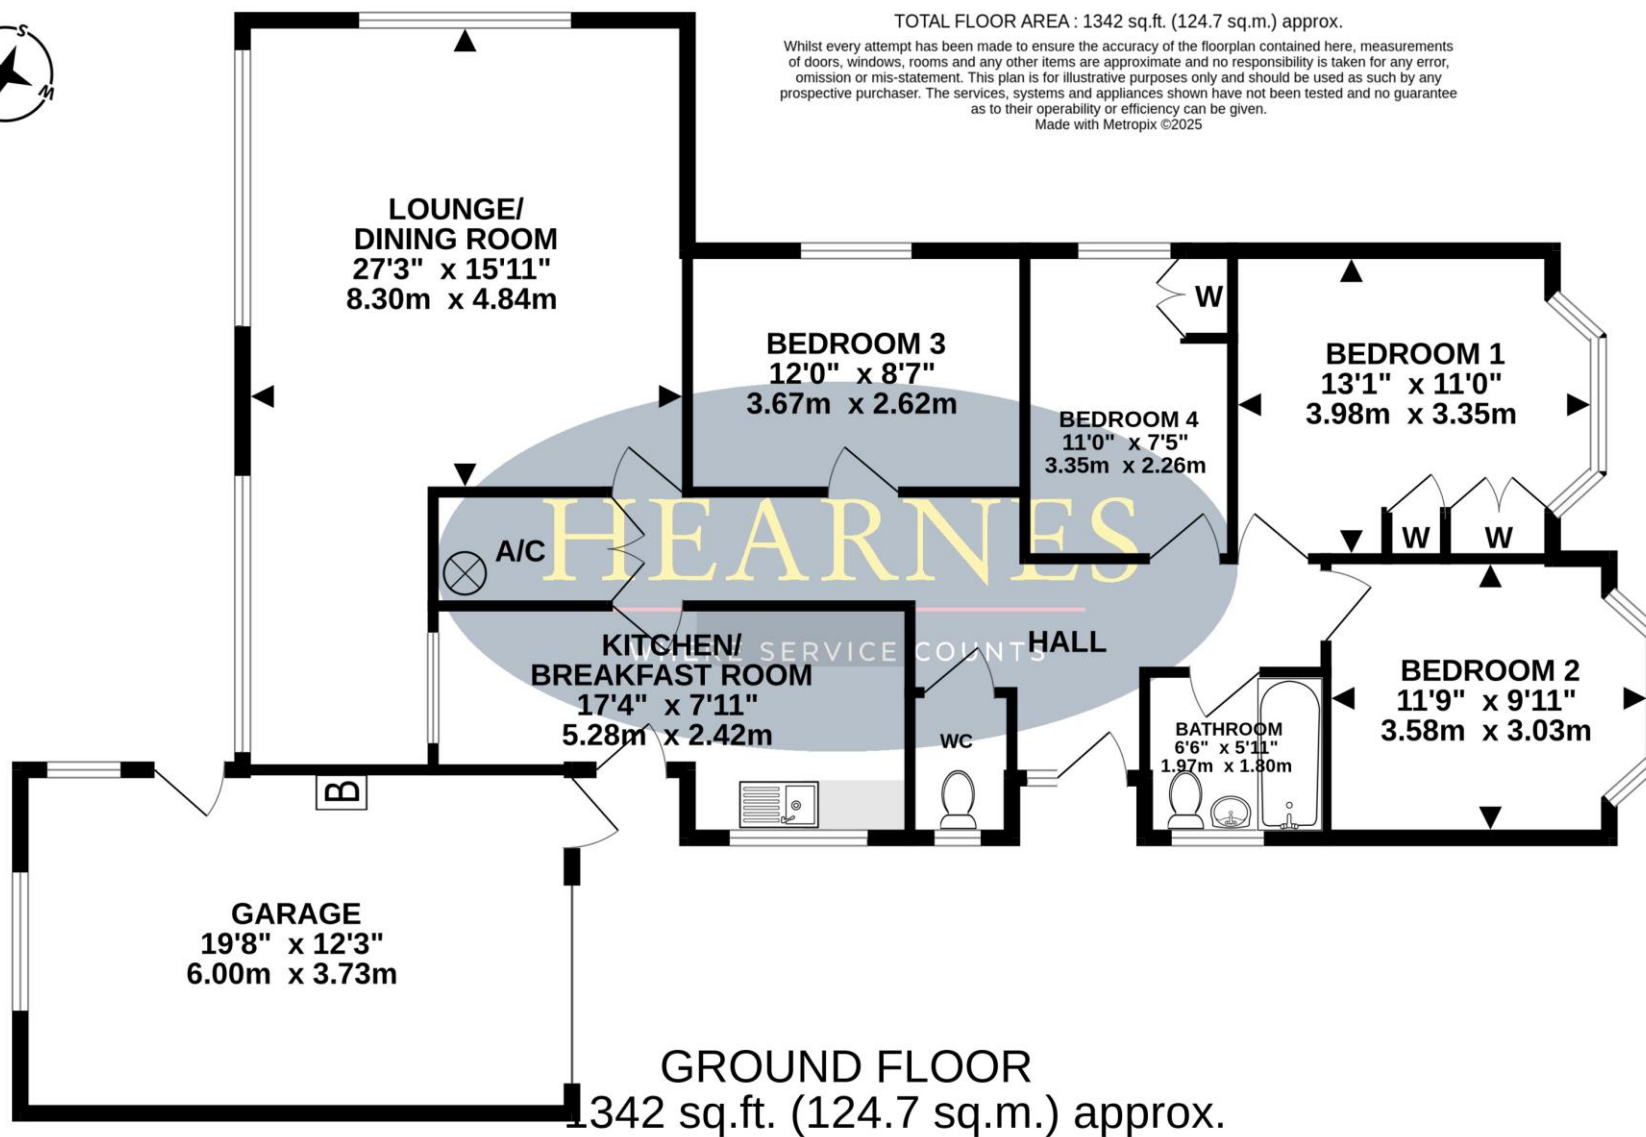 S
W
TOTAL FLOOR AREA : 1342 sq.ft. (124.7 sq.m.) approx.
Whilst every attempt has been made to ensure the accuracy of the floorplan contained here, measurements
of doors, windows, rooms and any other items are approximate and no responsibility is taken for any error,
omission or mis-statement. This plan is for illustrative purposes only and should be used as such by any
prospective purchaser. The services, systems and appliances shown have not been tested and no guarantee
as to their operability or efficiency can be given.
Made with Metropix ©2025
LOUNGE/
DINING ROOM
27'3" x 15'11"
8.30m x 4.84m
BEDROOM 3
12'0" x 8'7"
3.67m x 2.62m
W
BEDROOM 4
11'0" x 7'5"
3.35m x 2.26m
BEDROOM 1
13'1" x 11'0"
3.98m x 3.35m
W
W
A/C
HEARNES
WHERE SERVICE COUNTS
HALL
KITCHEN/
BREAKFAST ROOM
17'4" x 7'11"
5.28m x 2.42m
WC
BATHROOM
6'6" x 5'11"
1.97m x 1.80m
BEDROOM 2
11'9" x 9'11"
3.58m x 3.03m
B
GARAGE
19'8" x 12'3"
6.00m x 3.73m
GROUND FLOOR
1342 sq.ft. (124.7 sq.m.) approx.